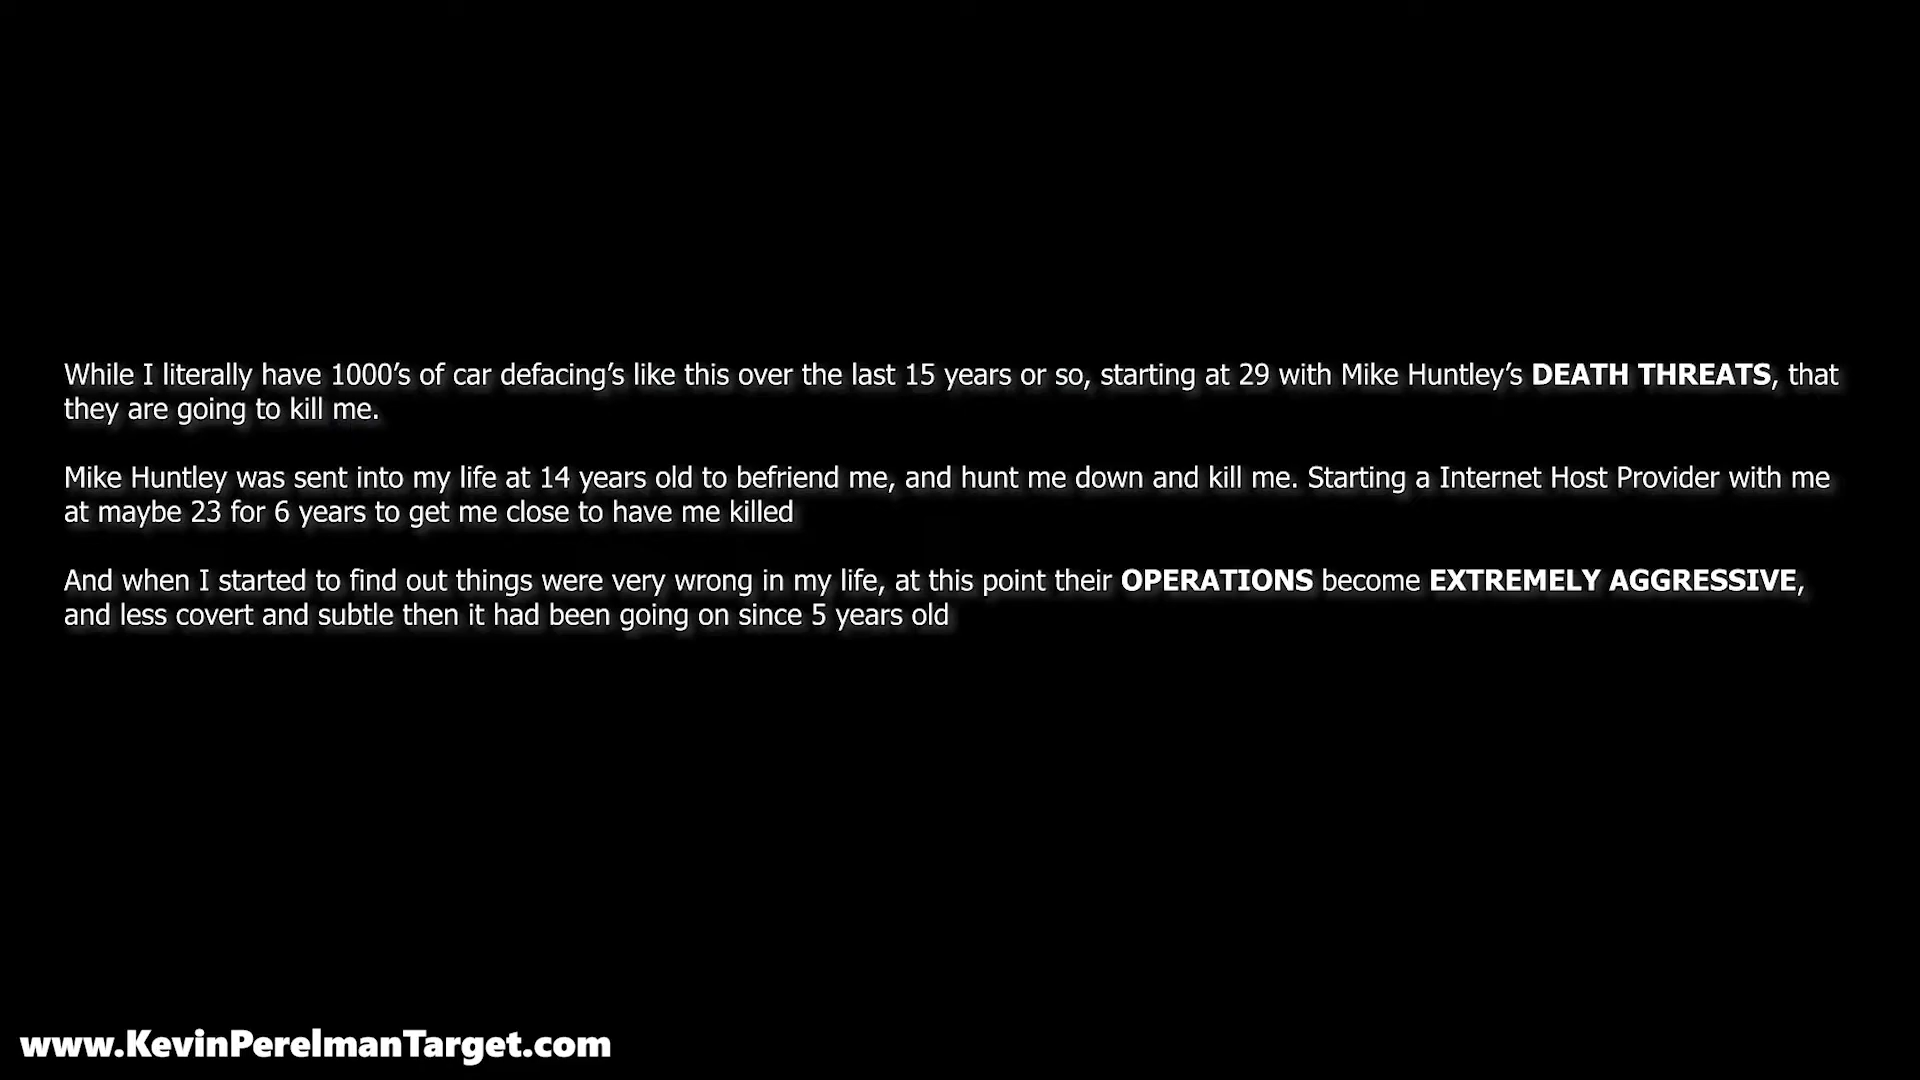 While I literally have 1000’s of car defacing’s like this over the last 15 years or so, starting at 29 with Mike Huntley’s DEATH THREATS, that
they are going to kill me.
Mike Huntley was sent into my life at 14 years old to befriend me, and hunt me down and kill me. Starting a Internet Host Provider with me
at maybe 23 for 6 years to get me close to have me killed
And when I started to find out things were very wrong in my life, at this point their OPERATIONS become EXTREMELY AGGRESSIVE,
and less covert and subtle then it had been going on since 5 years old
www.KevinPerelmanTarget.com